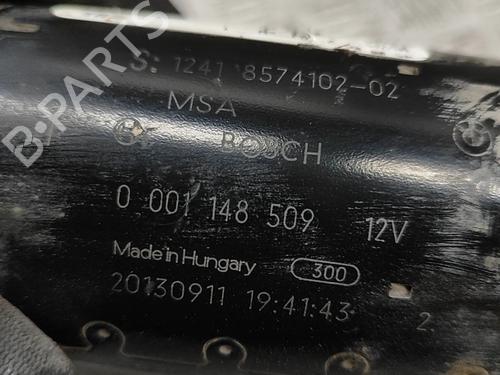 S: 1241 8574102-02
MSA
BOSCH
B-PARTS
0 001 148 509 12V
Made in Hungary 300
20130911 19:41:43 2